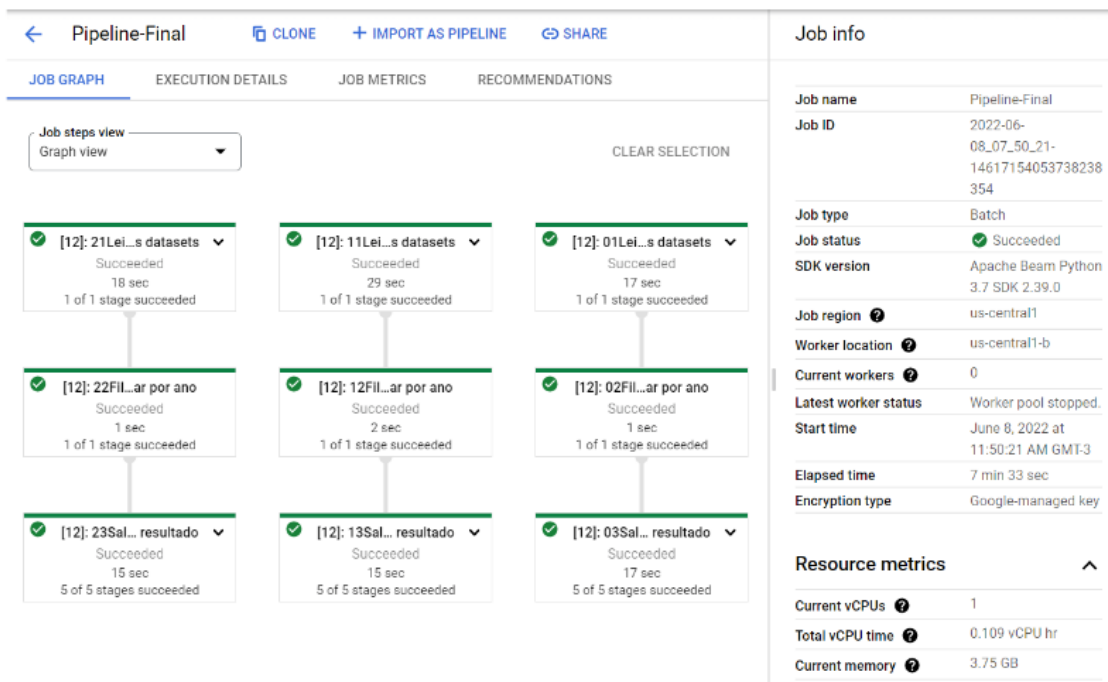 Pipeline-Final
CLONE
IMPORT AS PIPELINE
SHARE
JOB GRAPH
EXECUTION DETAILS
JOB METRICS
RECOMMENDATIONS
Job steps view
Graph view
CLEAR SELECTION
[12]: 21Lei...s datasets
Succeeded
18 sec
1 of 1 stage succeeded
[12]: 11Lei...s datasets
Succeeded
29 sec
1 of 1 stage succeeded
[12]: 01Lei...s datasets
Succeeded
17 sec
1 of 1 stage succeeded
[12]: 22Fil...ar por ano
Succeeded
1 sec
1 of 1 stage succeeded
[12]: 12Fil...ar por ano
Succeeded
2 sec
1 of 1 stage succeeded
[12]: 02Fil...ar por ano
Succeeded
1 sec
1 of 1 stage succeeded
[12]: 23Sal... resultado
Succeeded
15 sec
5 of 5 stages succeeded
[12]: 13Sal... resultado
Succeeded
15 sec
5 of 5 stages succeeded
[12]: 03Sal... resultado
Succeeded
17 sec
5 of 5 stages succeeded
Job info
Job name Pipeline-Final
Job ID 2022-06-
08_07_50_21-
14617154053738238
354
Job type Batch
Job status Succeeded
SDK version Apache Beam Python
3.7 SDK 2.39.0
Job region ? us-central1
Worker location ? us-central1-b
Current workers ? 0
Latest worker status Worker pool stopped.
Start time June 8, 2022 at
11:50:21 AM GMT-3
Elapsed time 7 min 33 sec
Encryption type Google-managed key
Resource metrics
Current vCPUs ? 1
Total vCPU time ? 0.109 vCPU hr
Current memory ? 3.75 GB